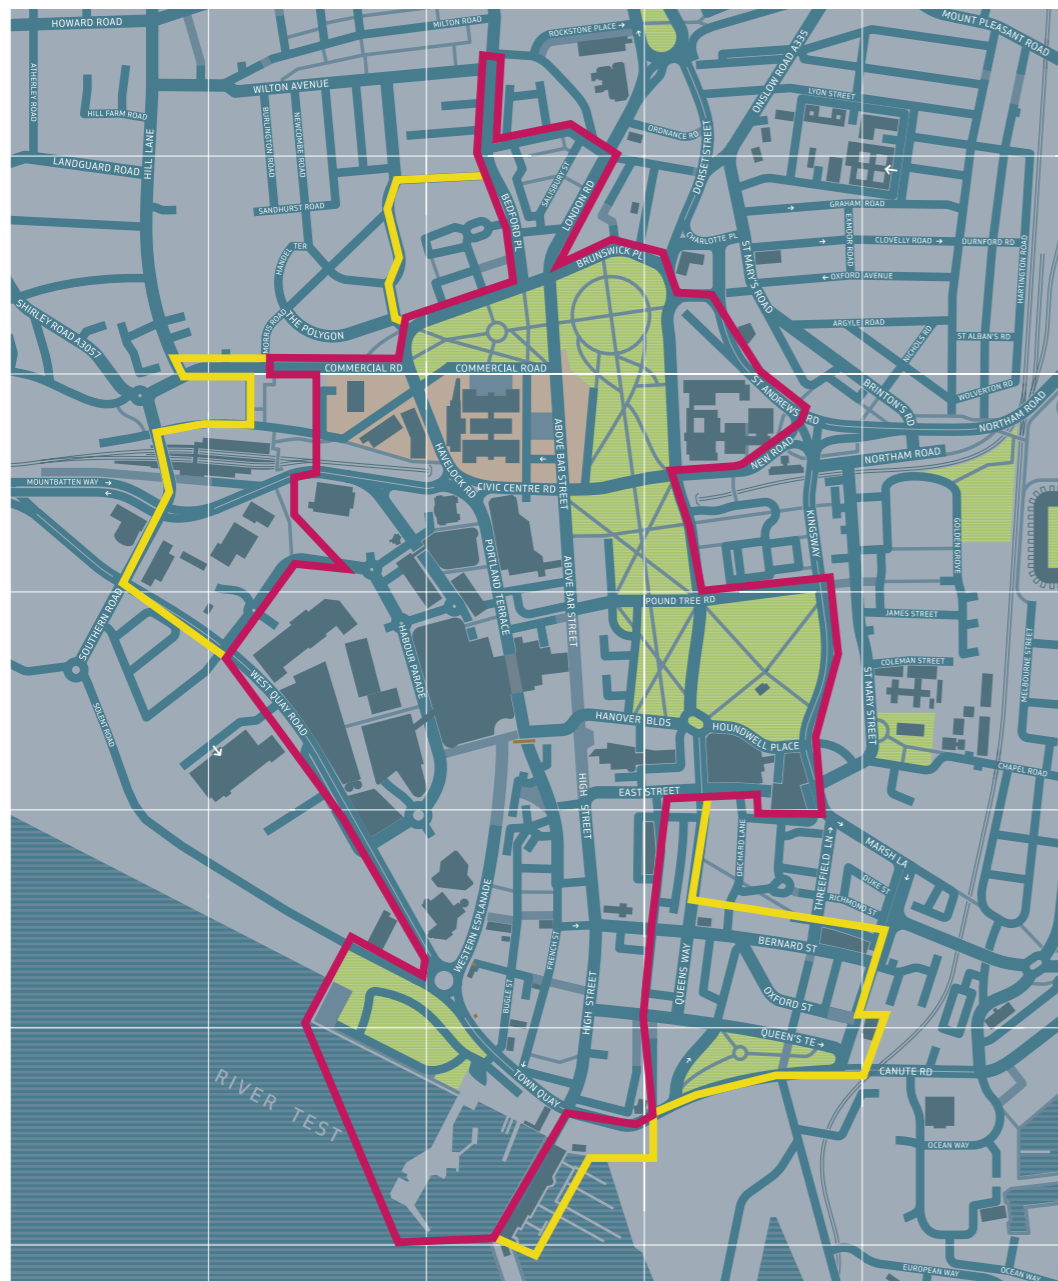 HOWARD ROAD
MILTON ROAD
ROCKSTONE PLACE
MOUNT PLEASANT ROAD
ATHERLEY ROAD
HILL FARM ROAD
WILTON AVENUE
BURLINGTON ROAD
NEWCOMBE ROAD
ONSLOW ROAD A335
LYON STREET
ORDNANCE RD
DORSET STREET
HILL LANE
LANDGUARD ROAD
SANDHURST ROAD
BEDFORD PL
SALISBURY ST
LONDON RD
GRAHAM ROAD
EXMOOR ROAD
CHARLOTTE PL
ST MARY'S ROAD
CLOVELLY ROAD
DURNFORD RD
HARTINGTON ROAD
HANDEL TER
BRUNSWICK PL
OXFORD AVENUE
SHIRLEY ROAD A3057
MORRIS ROAD
THE POLYGON
ARGYLE ROAD
NICHOLS RD
ST ALBAN'S RD
COMMERCIAL RD
COMMERCIAL ROAD
ST ANDREWS RD
BRINTON'S RD
WOLVERTON RD
NORTHAM ROAD
ABOVE BAR STREET
HAVELOCK RD
NEW ROAD
NORTHAM ROAD
MOUNTBATTEN WAY
CIVIC CENTRE RD
KINGSWAY
GOLDEN GROVE
PORTLAND TERRACE
ABOVE BAR STREET
SOUTHERN ROAD
POUND TREE RD
JAMES STREET
HABOUR PARADE
COLEMAN STREET
MELBOURNE STREET
WEST QUAY ROAD
ST MARY STREET
SOLENT ROAD
HANOVER BLDS
HOUNDWELL PLACE
CHAPEL ROAD
HIGH STREET
EAST STREET
ORCHARD LANE
THREEFIELD LN
MARSH LA
DUKE ST
RICHMOND ST
WESTERN ESPLANADE
FRENCH ST
BERNARD ST
QUEENS WAY
OXFORD ST
BUGLE ST
HIGH STREET
QUEEN'S TE
CANUTE RD
TOWN QUAY
RIVER TEST
OCEAN WAY
EUROPEAN WAY
OCEAN WAY